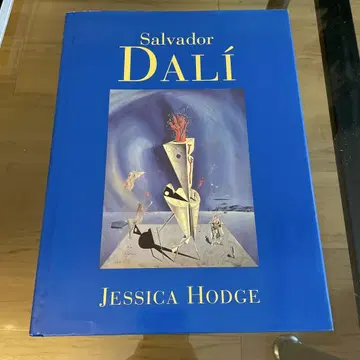 Salvador
DALÍ
JESSICA HODGE